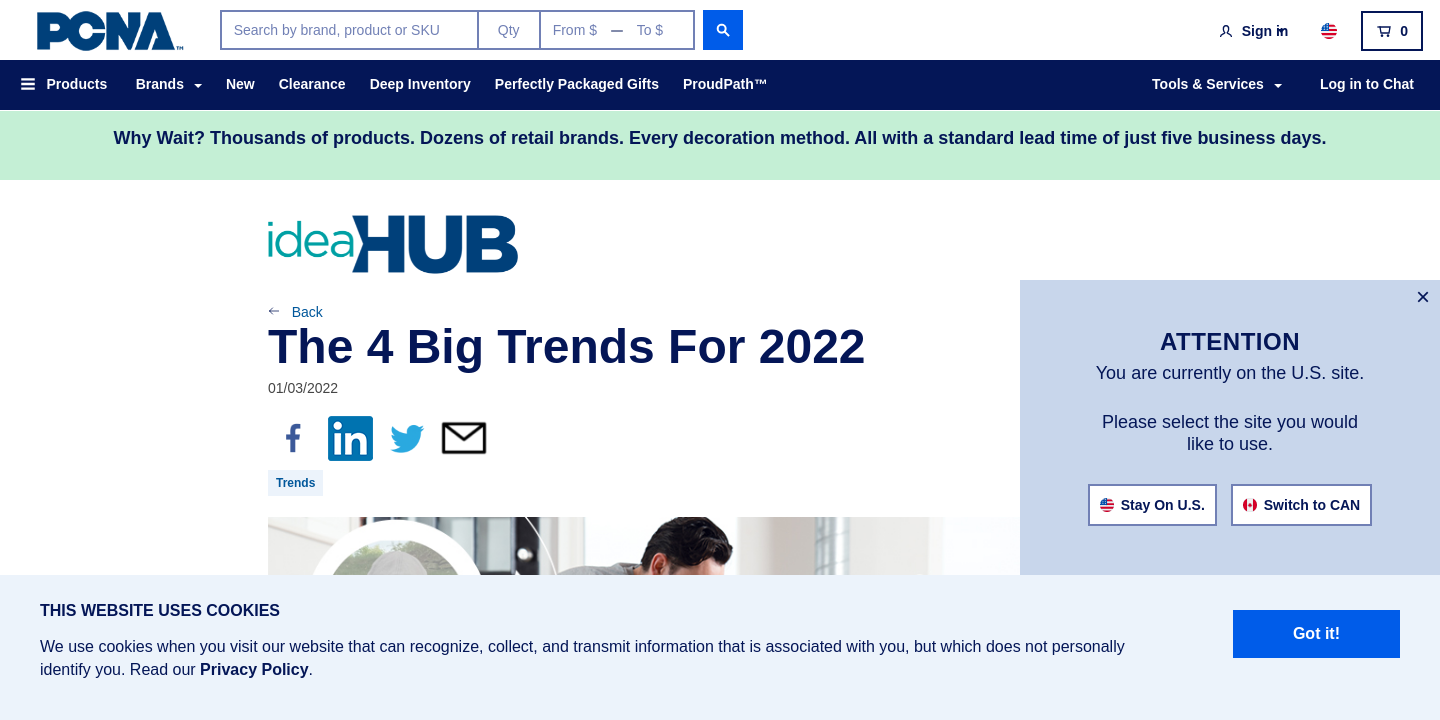 PCNA™
Search by brand, product or SKU
Qty
From $ — To $
Sign in
0
Products
Brands
New
Clearance
Deep Inventory
Perfectly Packaged Gifts
ProudPath™
Tools & Services
Log in to Chat
Why Wait? Thousands of products. Dozens of retail brands. Every decoration method. All with a standard lead time of just five business days.
ideaHUB
Back
The 4 Big Trends For 2022
01/03/2022
f
in
Trends
ATTENTION
You are currently on the U.S. site.
Please select the site you would
like to use.
Stay On U.S.
Switch to CAN
THIS WEBSITE USES COOKIES
We use cookies when you visit our website that can recognize, collect, and transmit information that is associated with you, but which does not personally
identify you. Read our Privacy Policy.
Got it!